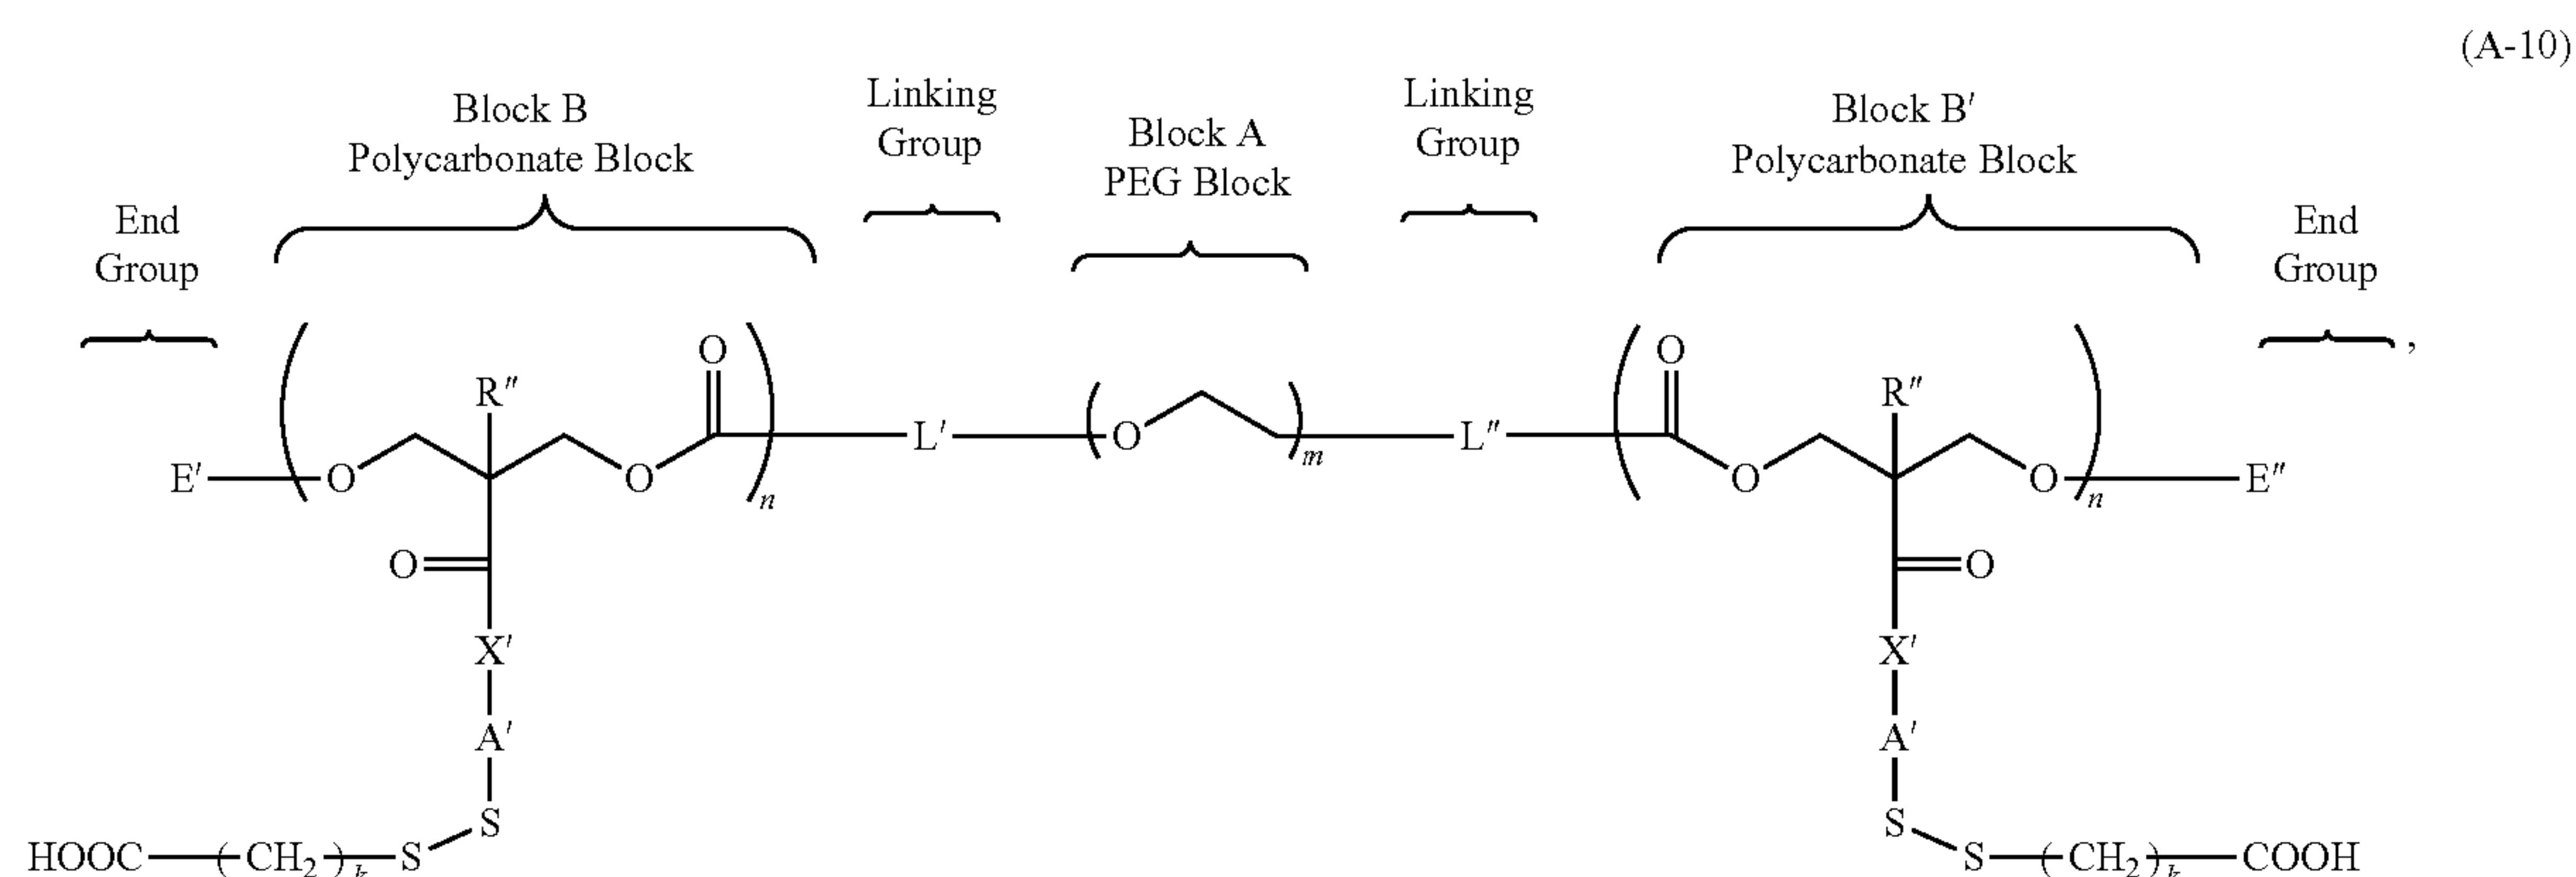 (A-10)
Block B
Polycarbonate Block
Linking
Group
Block A
PEG Block
Linking
Group
Block B′
Polycarbonate Block
End
Group
End
Group
,
O
R″
O
R″
E′
O
O
n
L′
O
m
L″
O
O
n
E″
O
O
X′
X′
A′
A′
S
S
HOOC
(CH2)k
S
S
(CH2)k
COOH